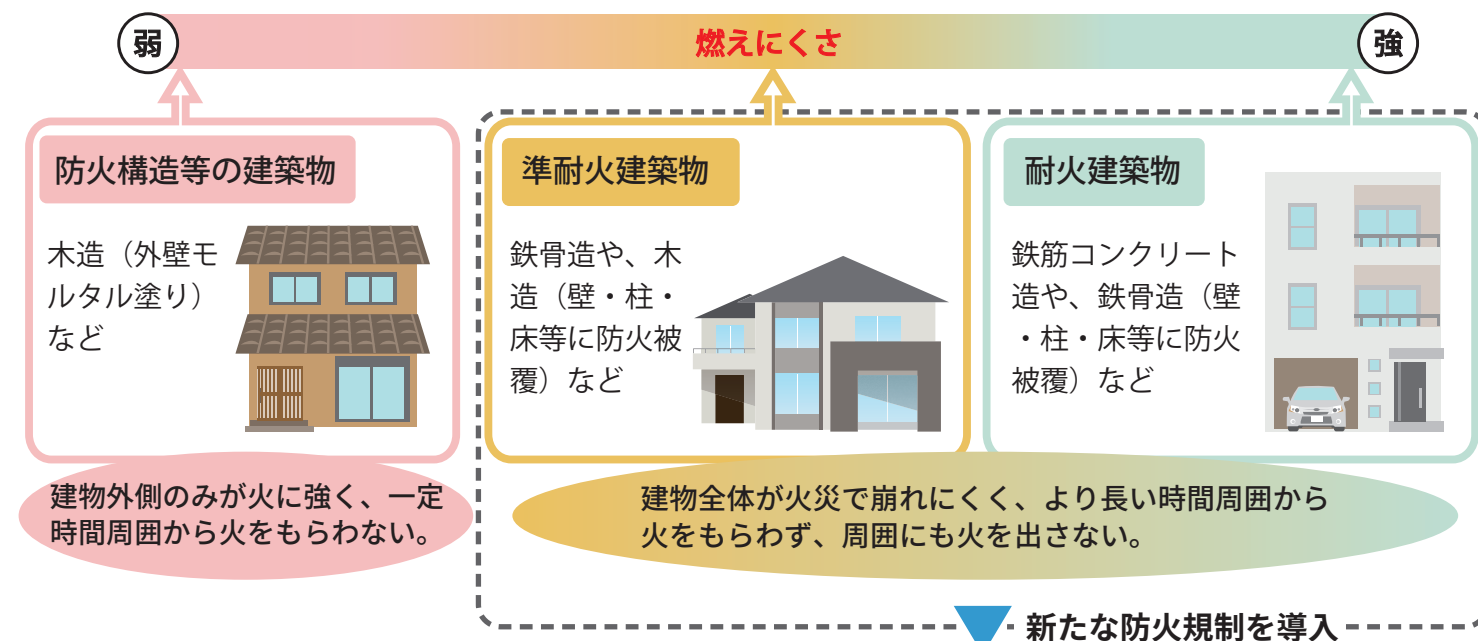 弱
燃えにくさ
強
防火構造等の建築物
木造（外壁モ
ルタル塗り）
など
準耐火建築物
鉄骨造や、木
造（壁・柱・
床等に防火被
覆）など
耐火建築物
鉄筋コンクリート
造や、鉄骨造（壁
・柱・床等に防火
被覆）など
建物外側のみが火に強く、一定
時間周囲から火をもらわない。
建物全体が火災で崩れにくく、より長い時間周囲から
火をもらわず、周囲にも火を出さない。
新たな防火規制を導入